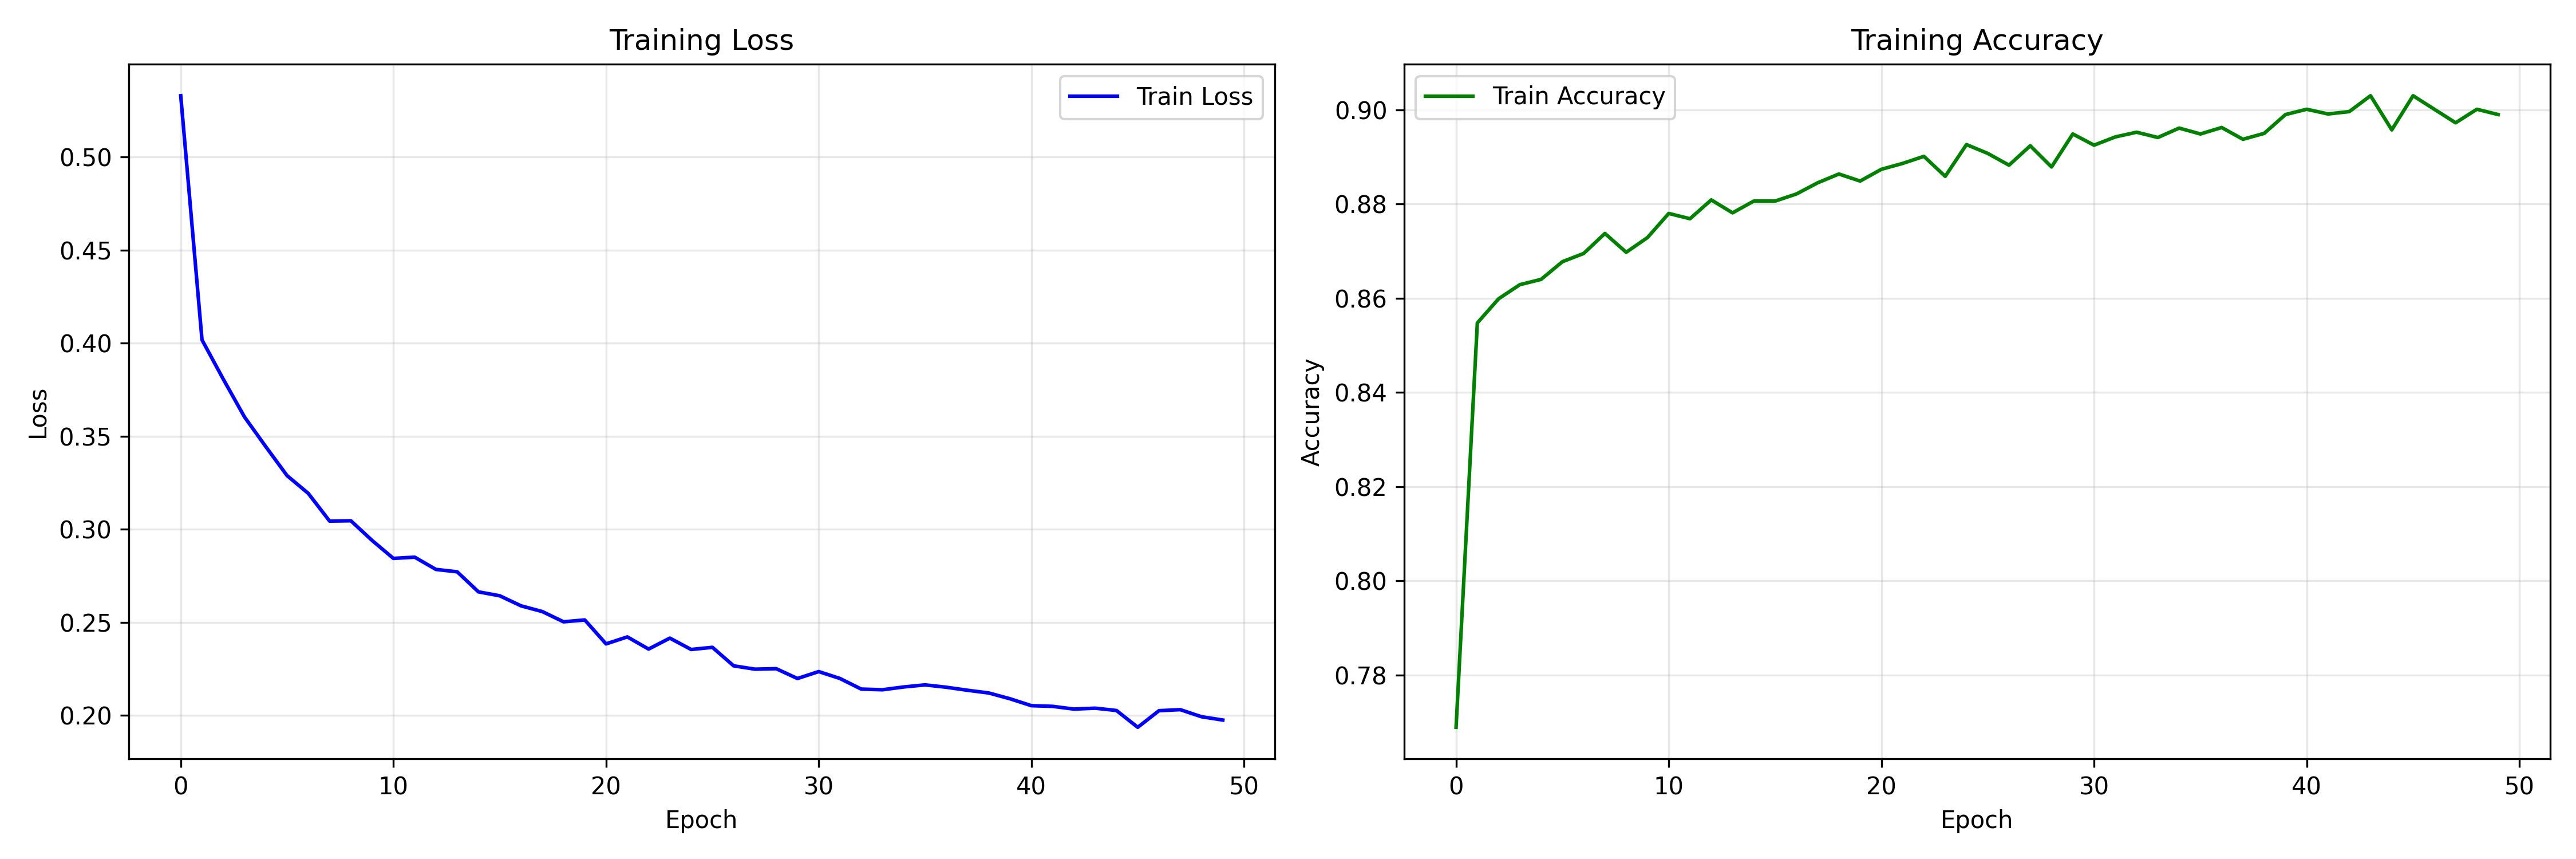 Training Loss
Train Loss
Loss
0.50
0.45
0.40
0.35
0.30
0.25
0.20
0 10 20 30 40 50
Epoch
Training Accuracy
Train Accuracy
Accuracy
0.90
0.88
0.86
0.84
0.82
0.80
0.78
0 10 20 30 40 50
Epoch